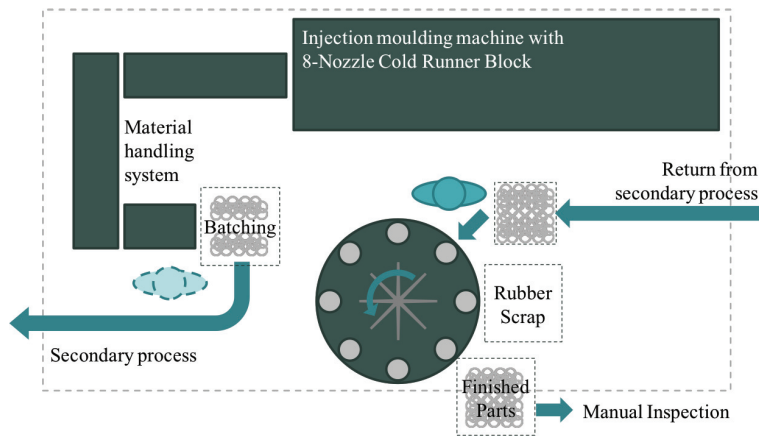 Injection moulding machine with
8-Nozzle Cold Runner Block
Material
handling
system
Batching
Return from
secondary process
Rubber
Scrap
Secondary process
Finished
Parts
Manual Inspection